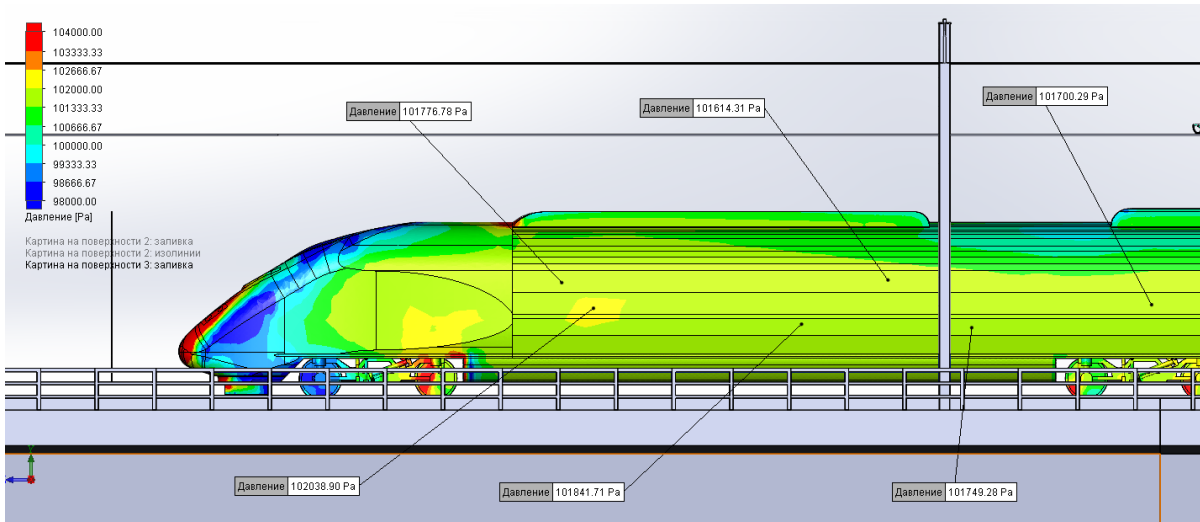 104000.00
103333.33
102666.67
102000.00
101333.33
100666.67
100000.00
99333.33
98666.67
98000.00
Давление [Pa]
Картина на поверхности 2: заливка
Картина на поверхности 2: изолинии
Картина на поверхности 3: заливка
Давление 101776.78 Pa
Давление 101614.31 Pa
Давление 101700.29 Pa
Давление 102038.90 Pa
Давление 101841.71 Pa
Давление 101749.28 Pa
Y